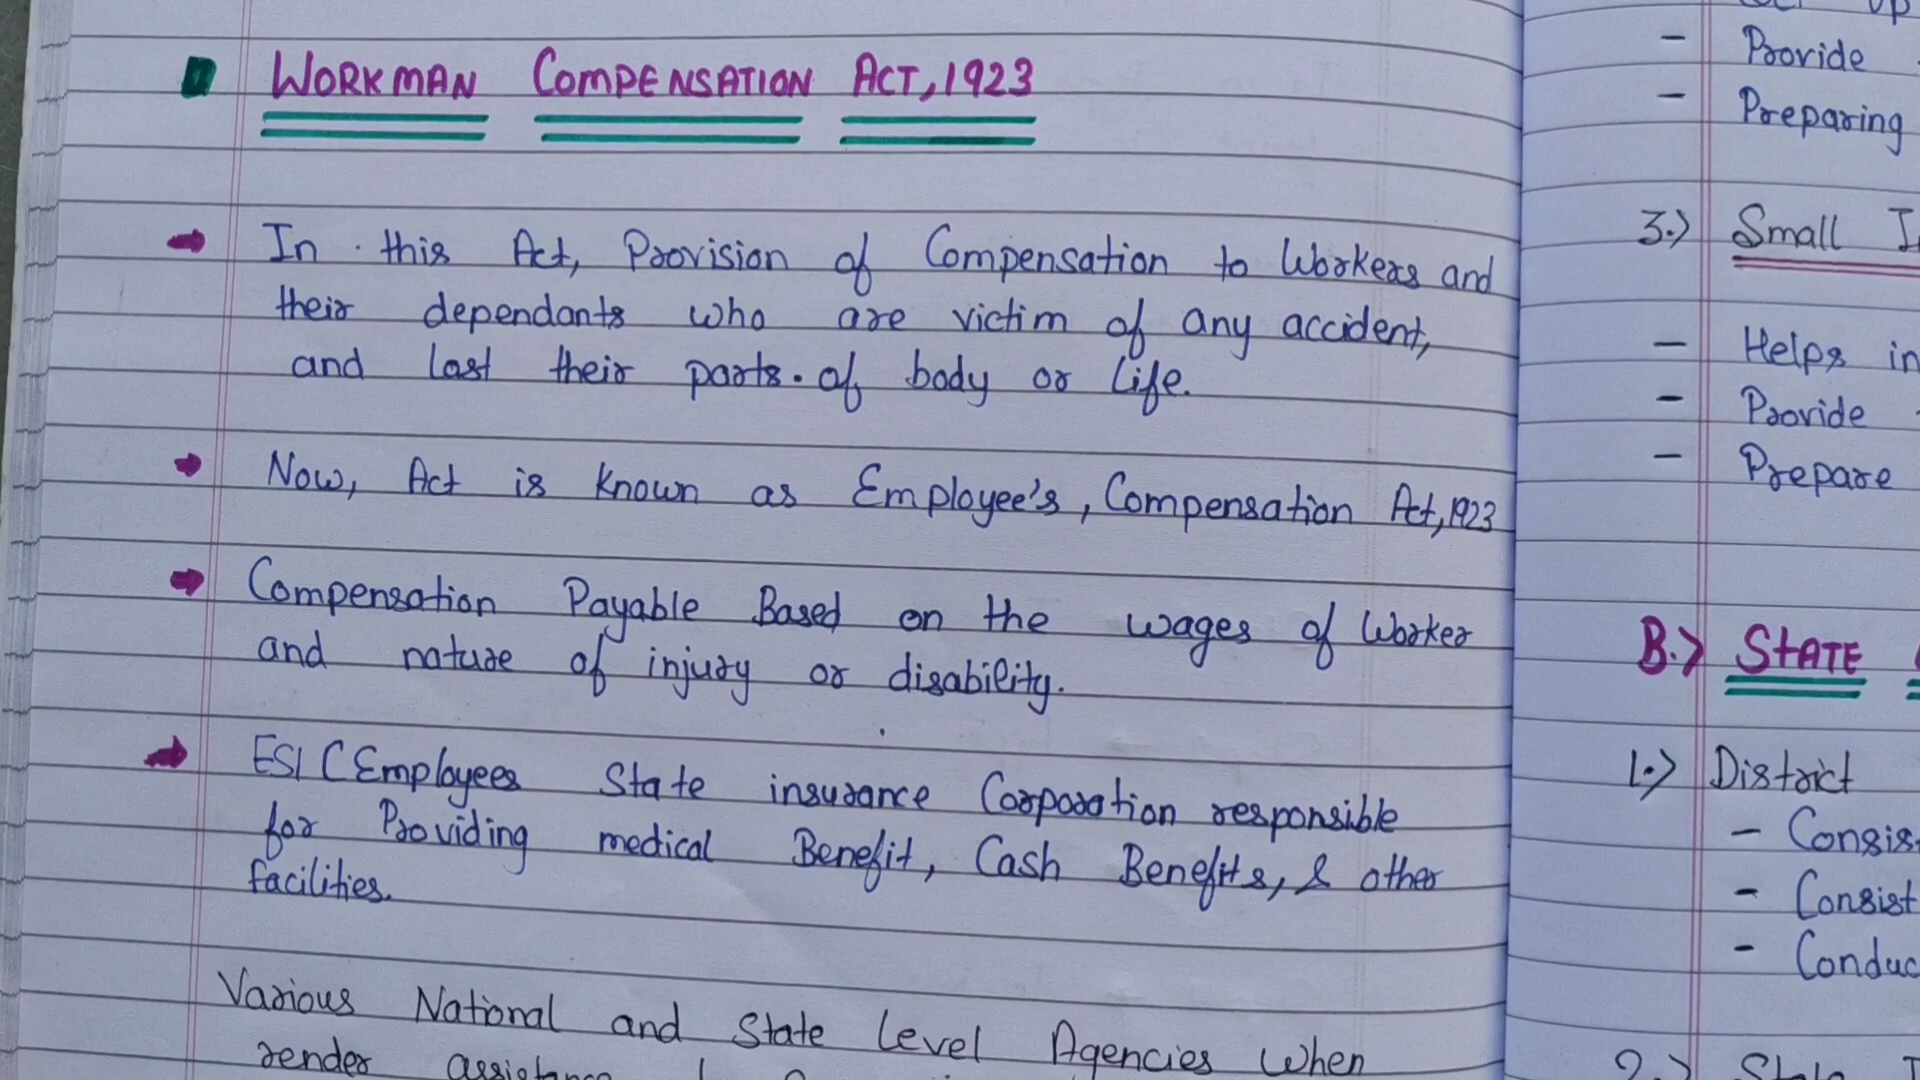 WORKMAN COMPENSATION ACT, 1923
In this Act, Provision of Compensation to Workers and
their dependants who are victim of any accident,
and last their parts of body or life.
Now, Act is known as Employee's, Compensation Act, 1923
Compensation Payable Based on the wages of Worker
and nature of injury or disability.
ESI (Employees State insurance Corporation responsible
for Providing medical Benefit, Cash Benefits, & other
facilities.
Various National and State Level Agencies When
render
- Provide
- Preparing
3.) Small
- Helps in
- Provide
- Prepare
B.) STATE
1.) District
- Consis
- Consist
- Conduc